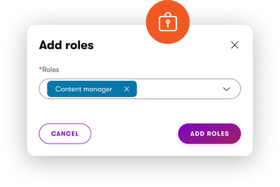 Add roles
*Roles
Content manager
CANCEL
ADD ROLES